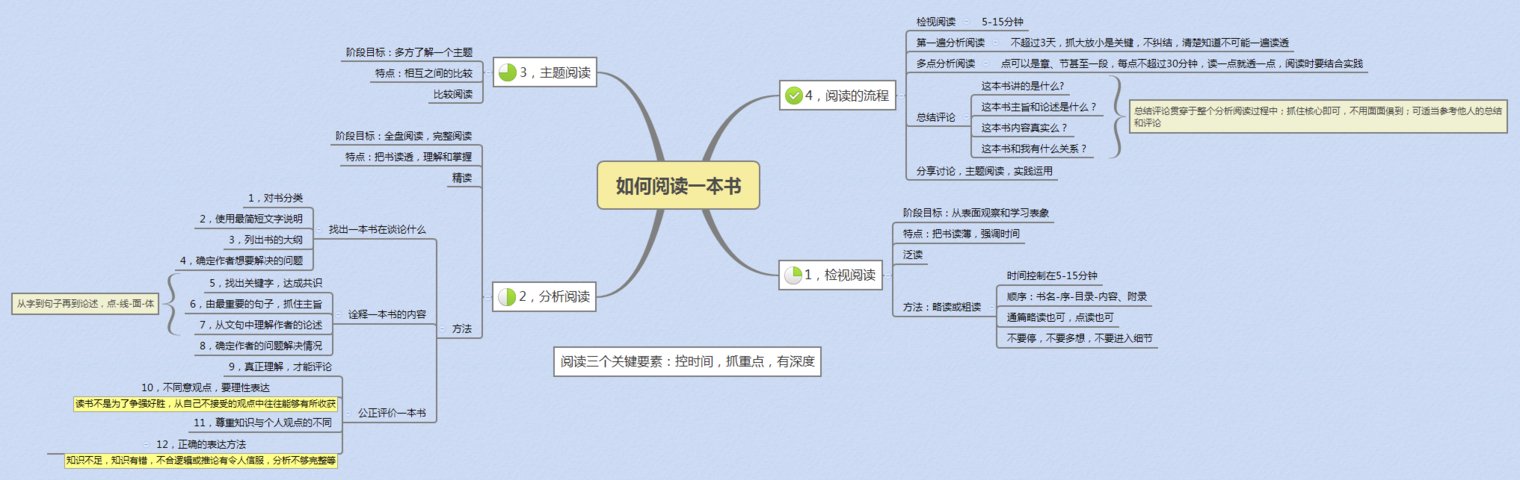 如何阅读一本书
1，检视阅读
阶段目标：从表面观察和学习表象
特点：把书读薄，强调时间
泛读
方法：略读或粗读
时间控制在5-15分钟
顺序：书名-序-目录-内容、附录
通篇略读也可，点读也可
不要停，不要多想，不要进入细节
2，分析阅读
阶段目标：全盘阅读，完整阅读
特点：把书读透，理解和掌握
精读
方法
找出一本书在谈论什么
1，对书分类
2，使用最简短文字说明
3，列出书的大纲
4，确定作者想要解决的问题
诠释一本书的内容
5，找出关键字，达成共识
6，由最重要的句子，抓住主旨
7，从文句中理解作者的论述
8，确定作者的问题解决情况
从字到句子再到论述，点-线-面-体
公正评价一本书
9，真正理解，才能评论
10，不同意观点，要理性表达
读书不是为了争强好胜，从自己不接受的观点中往往能够有所收获
11，尊重知识与个人观点的不同
12，正确的表达方法
知识不足，知识有错，不合逻辑或推论有令人信服，分析不够完整等
3，主题阅读
阶段目标：多方了解一个主题
特点：相互之间的比较
比较阅读
4，阅读的流程
检视阅读
5-15分钟
第一遍分析阅读
不超过3天，抓大放小是关键，不纠结，清楚知道不可能一遍读透
多点分析阅读
点可以是章、节甚至一段，每点不超过30分钟，读一点就透一点，阅读时要结合实践
总结评论
这本书讲的是什么?
这本书主旨和论述是什么？
这本书内容真实么？
这本书和我有什么关系？
总结评论贯穿于整个分析阅读过程中；抓住核心即可，不用面面俱到；可适当参考他人的总结
和评论
分享讨论，主题阅读，实践运用
阅读三个关键要素：控时间，抓重点，有深度